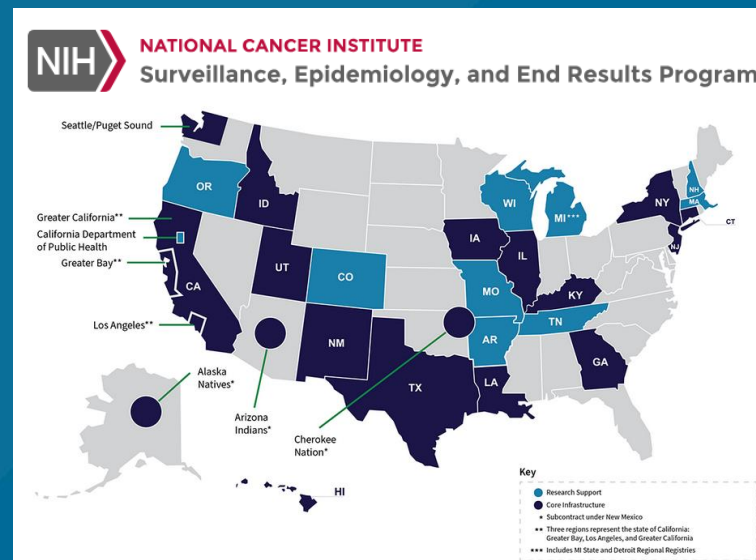 NIH
NATIONAL CANCER INSTITUTE
Surveillance, Epidemiology, and End Results Program
Seattle/Puget Sound
OR
ID
WI
MI***
NH
MA
NY
CT
NJ
Greater California**
California Department
of Public Health
Greater Bay**
CA
UT
CO
IA
IL
MO
KY
TN
Los Angeles**
NM
AR
GA
TX
LA
Alaska
Natives*
Arizona
Indians*
Cherokee
Nation*
HI
Key
Research Support
Core Infrastructure
* Subcontract under New Mexico
** Three regions represent the state of California:
Greater Bay, Los Angeles, and Greater California
*** Includes MI State and Detroit Regional Registries